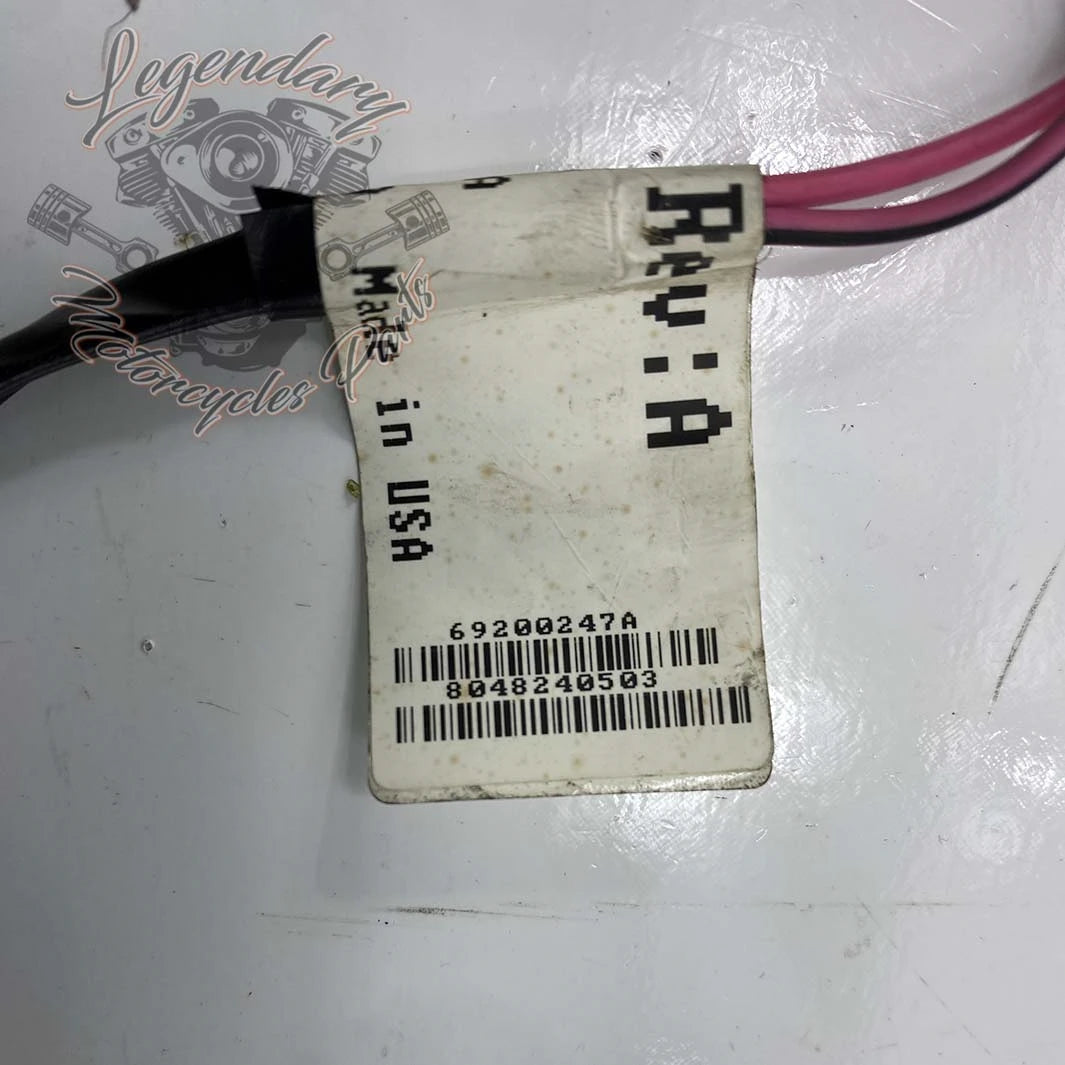 Legendary
Motorcycles Parts
Rev:A
Made in USA
69200247A
8048240503